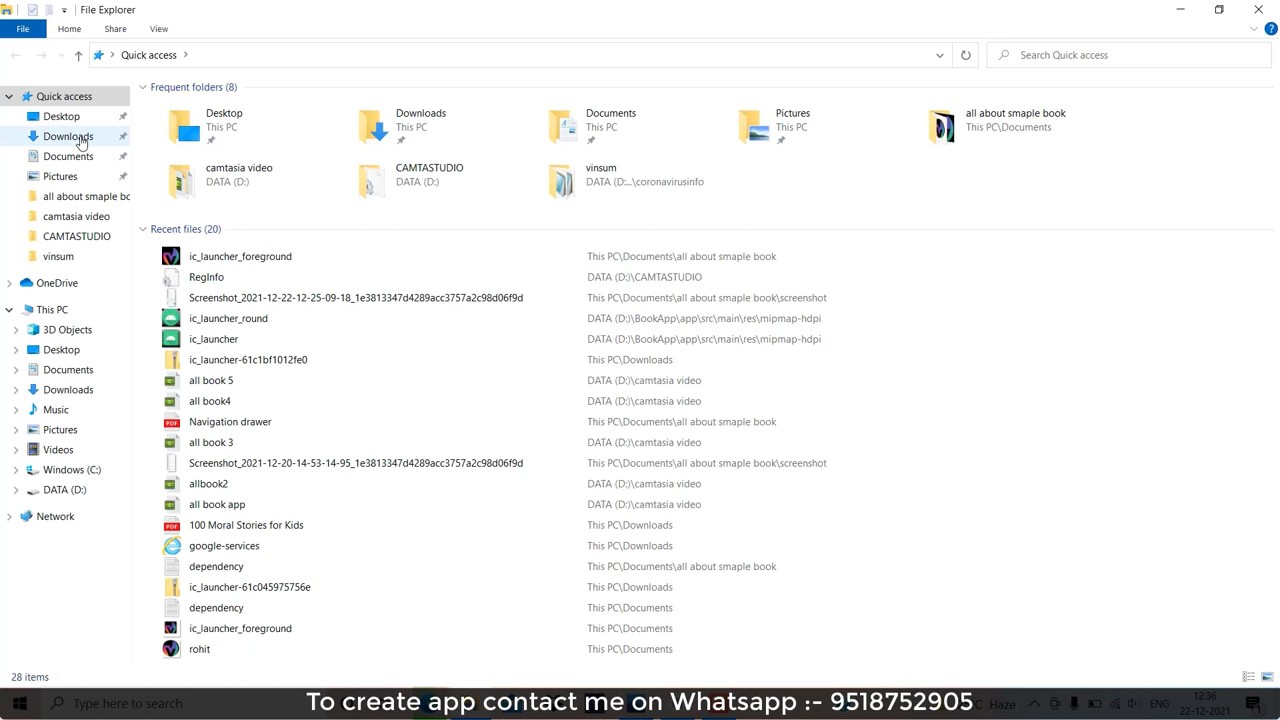 File Explorer
File Home Share View
Quick access
Search Quick access
Quick access
Desktop
Downloads
Documents
Pictures
all about smaple bo
camtasia video
CAMTASTUDIO
vinsum
OneDrive
This PC
3D Objects
Desktop
Documents
Downloads
Music
Pictures
Videos
Windows (C:)
DATA (D:)
Network
Frequent folders (8)
Desktop
This PC
Downloads
This PC
Documents
This PC
Pictures
This PC
all about smaple book
This PC\Documents
camtasia video
DATA (D:)
CAMTASTUDIO
DATA (D:)
vinsum
DATA (D:...\coronavirusinfo
Recent files (20)
ic_launcher_foreground This PC\Documents\all about smaple book
RegInfo DATA (D:)\CAMTASTUDIO
Screenshot_2021-12-22-12-25-09-18_1e3813347d4289acc3757a2c98d06f9d This PC\Documents\all about smaple book\screenshot
ic_launcher_round DATA (D:)\BookApp\app\src\main\res\mipmap-hdpi
ic_launcher DATA (D:)\BookApp\app\src\main\res\mipmap-hdpi
ic_launcher-61c1bf1012fe0 This PC\Downloads
all book 5 DATA (D:)\camtasia video
all book4 DATA (D:)\camtasia video
Navigation drawer This PC\Documents\all about smaple book
all book 3 DATA (D:)\camtasia video
Screenshot_2021-12-20-14-53-14-95_1e3813347d4289acc3757a2c98d06f9d This PC\Documents\all about smaple book\screenshot
allbook2 DATA (D:)\camtasia video
all book app DATA (D:)\camtasia video
100 Moral Stories for Kids This PC\Downloads
google-services This PC\Downloads
dependency This PC\Documents\all about smaple book
ic_launcher-61c045975756e This PC\Downloads
dependency This PC\Documents
ic_launcher_foreground This PC\Documents
rohit This PC\Documents
28 items
Type here to search
To create app contact me on Whatsapp :- 9518752905
Haze
ENG
12:36
22-12-2021